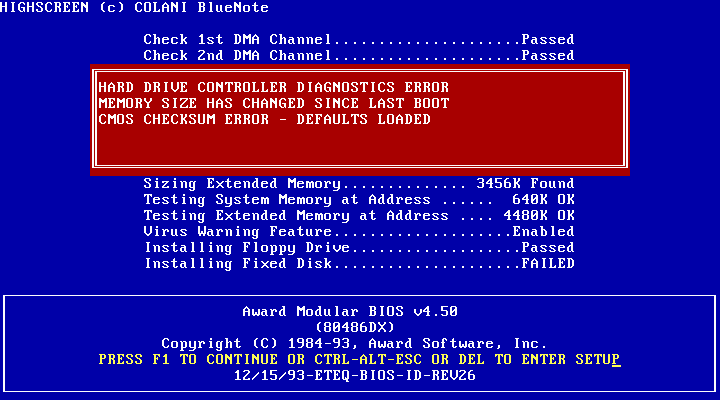 HIGHSCREEN (c) COLANI BlueNote
Check 1st DMA Channel.....................Passed
Check 2nd DMA Channel.....................Passed
HARD DRIVE CONTROLLER DIAGNOSTICS ERROR
MEMORY SIZE HAS CHANGED SINCE LAST BOOT
CMOS CHECKSUM ERROR - DEFAULTS LOADED
Sizing Extended Memory.............. 3456K Found
Testing System Memory at Address ......  640K OK
Testing Extended Memory at Address .... 4480K OK
Virus Warning Feature....................Enabled
Installing Floppy Drive...................Passed
Installing Fixed Disk.....................FAILED
Award Modular BIOS v4.50
(80486DX)
Copyright (C) 1984-93, Award Software, Inc.
PRESS F1 TO CONTINUE OR CTRL-ALT-ESC OR DEL TO ENTER SETUP
12/15/93-ETEQ-BIOS-ID-REV26